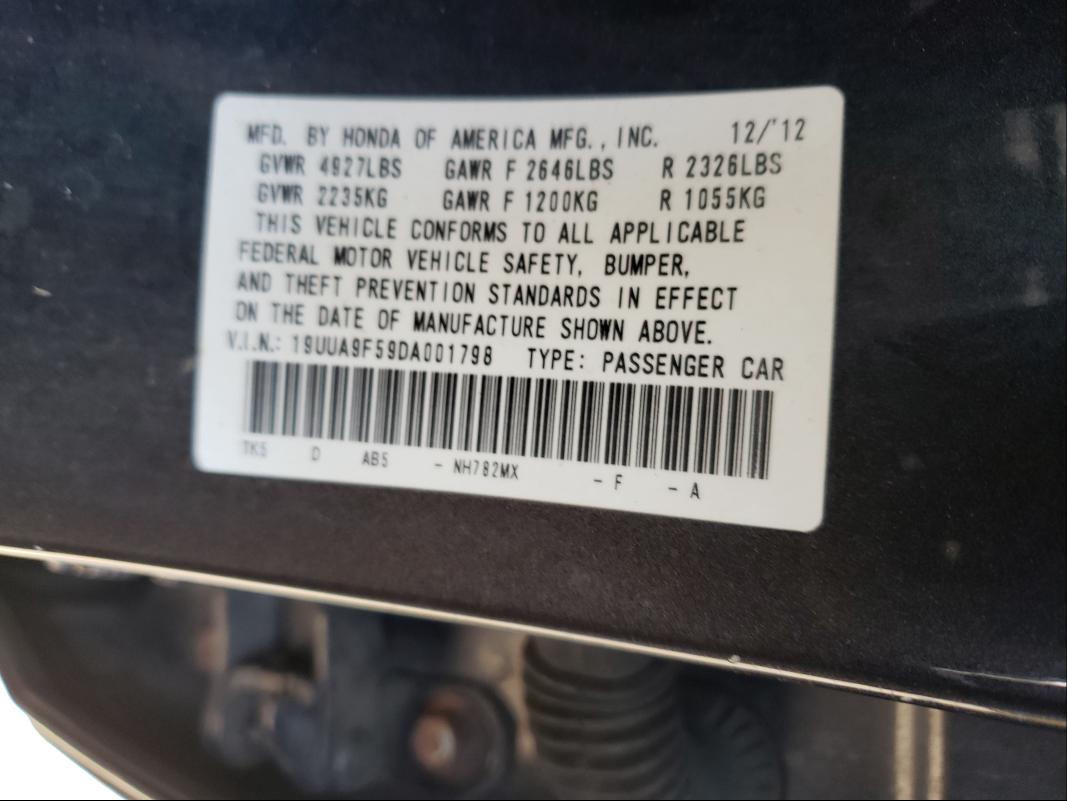 MFD. BY HONDA OF AMERICA MFG., INC. 12/'12
GVWR 4927LBS GAWR F 2646LBS R 2326LBS
GVWR 2235KG GAWR F 1200KG R 1055KG
THIS VEHICLE CONFORMS TO ALL APPLICABLE
FEDERAL MOTOR VEHICLE SAFETY, BUMPER,
AND THEFT PREVENTION STANDARDS IN EFFECT
ON THE DATE OF MANUFACTURE SHOWN ABOVE.
V.I.N.: 19UUA9F59DA001798 TYPE: PASSENGER CAR
TK5 D AB5 - NH782MX - F - A